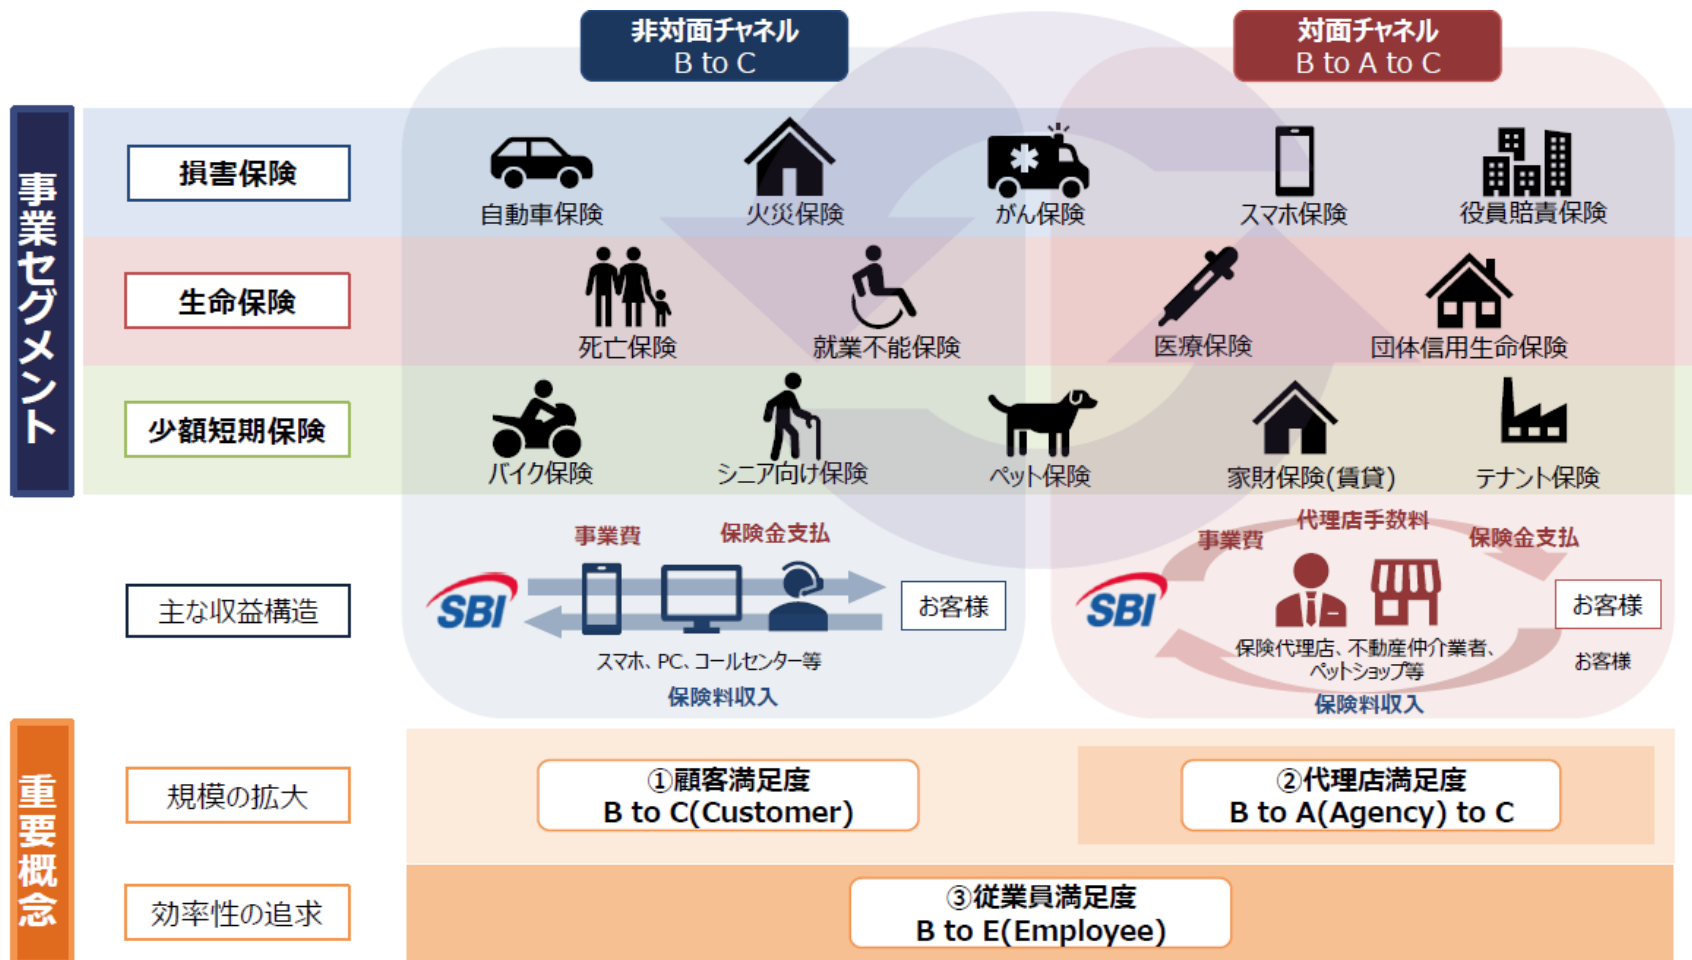 非対面チャネル
B to C
対面チャネル
B to A to C
事業セグメント
損害保険
自動車保険
火災保険
がん保険
スマホ保険
役員賠責保険
生命保険
死亡保険
就業不能保険
医療保険
団体信用生命保険
少額短期保険
バイク保険
シニア向け保険
ペット保険
家財保険(賃貸)
テナント保険
主な収益構造
事業費
保険金支払
SBI
お客様
スマホ、PC、コールセンター等
保険料収入
代理店手数料
事業費
保険金支払
SBI
お客様
保険代理店、不動産仲介業者、
ペットショップ等
お客様
保険料収入
重要概念
規模の拡大
①顧客満足度
B to C(Customer)
②代理店満足度
B to A(Agency) to C
効率性の追求
③従業員満足度
B to E(Employee)